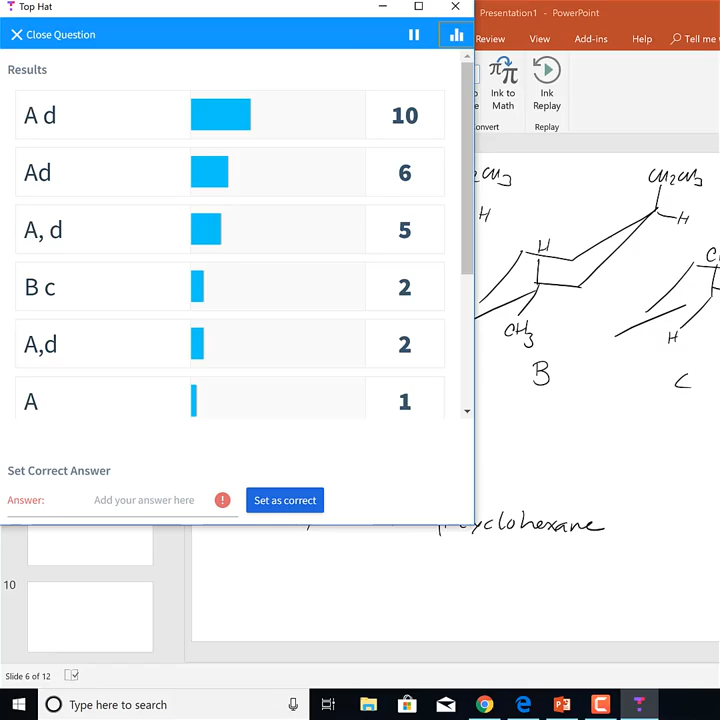 Top Hat
Presentation1 - PowerPoint
Close Question
Review View Add-ins Help Tell me
Results
Ink to
Math
Ink
Replay
Replay
A d 10
Ad 6
A, d 5
B c 2
A,d 2
A 1
CH2CH3
H
H
H
CH3
B
H
C
Set Correct Answer
Answer: Add your answer here ! Set as correct
cyclohexane
10
Slide 6 of 12
Type here to search